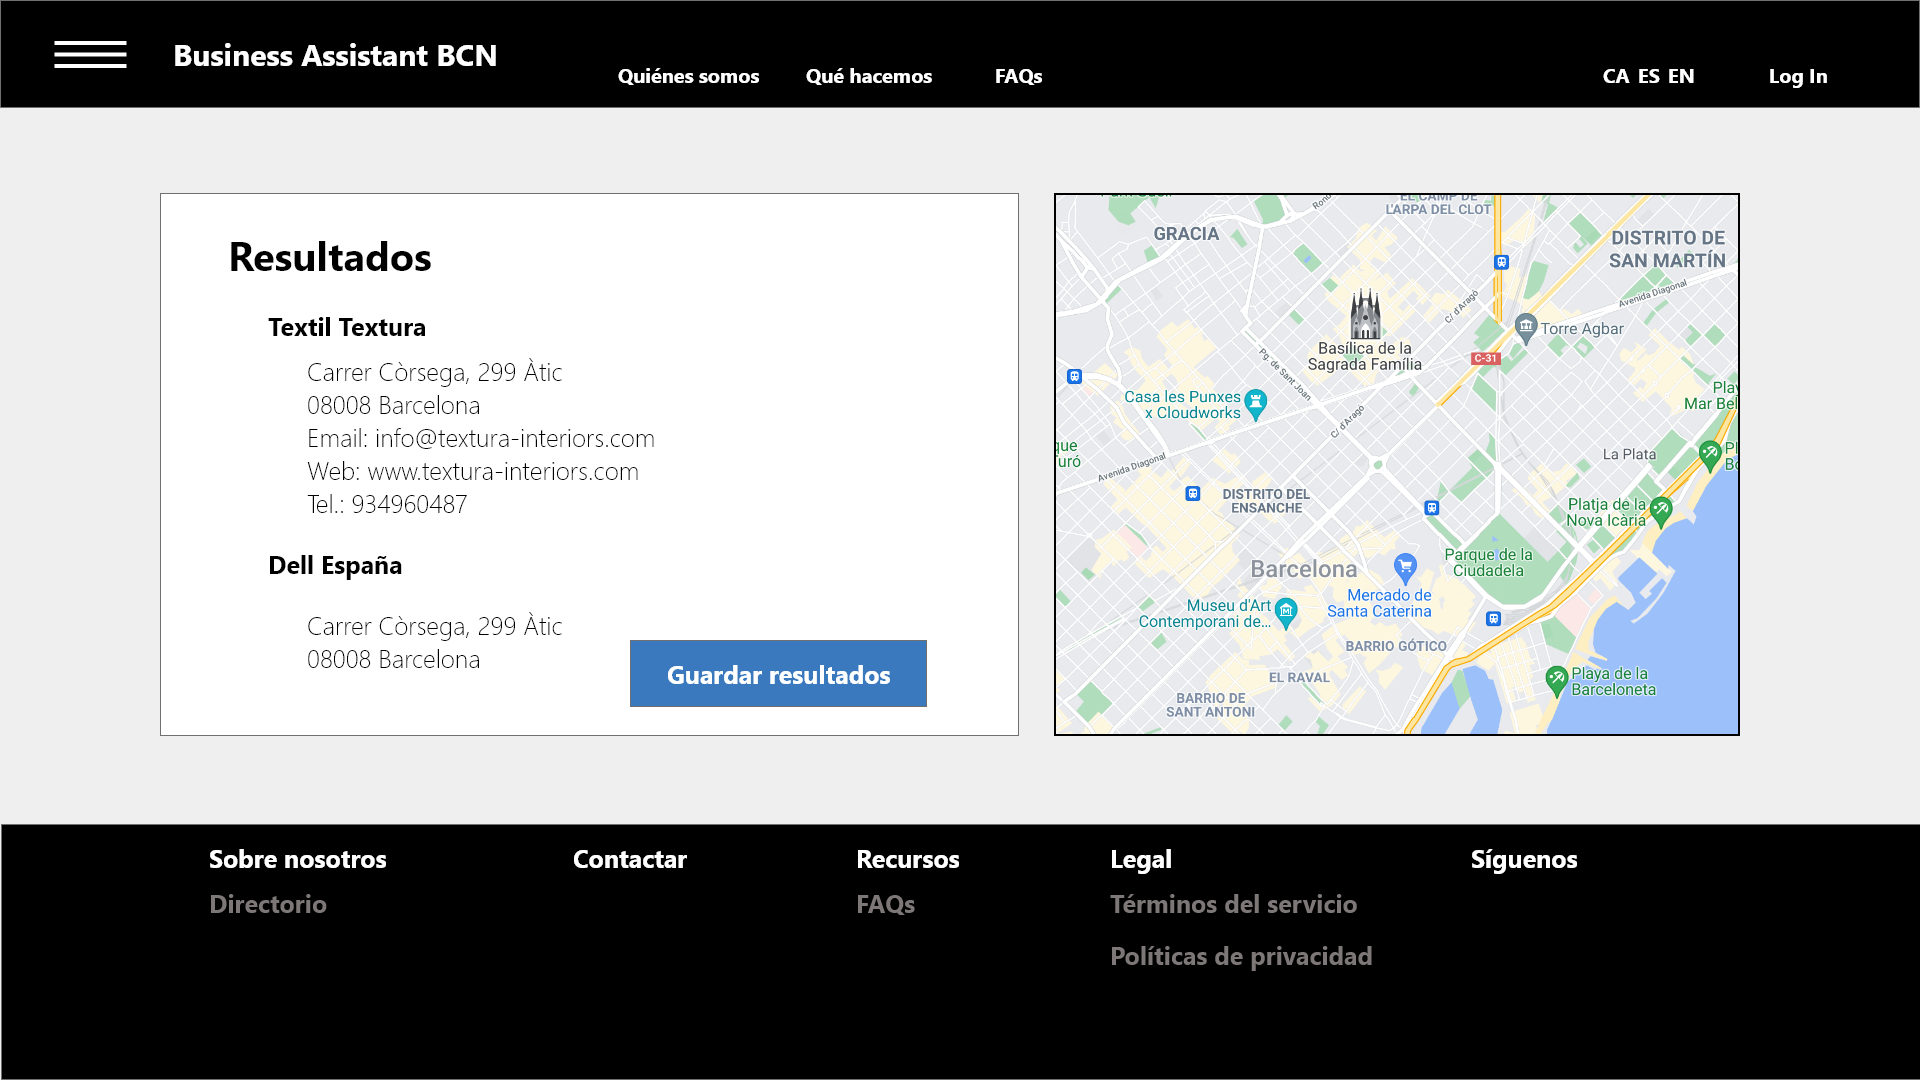 Business Assistant BCN
Quiénes somos
Qué hacemos
FAQs
CA ES EN
Log In
Resultados
Textil Textura
Carrer Còrsega, 299 Àtic
08008 Barcelona
Email: info@textura-interiors.com
Web: www.textura-interiors.com
Tel.: 934960487
Dell España
Carrer Còrsega, 299 Àtic
08008 Barcelona
Guardar resultados
EL CAMP DE
L'ARPA DEL CLOT
GRACIA
DISTRITO DE
SAN MARTÍN
Avenida Diagonal
C/ d'Aragó
Torre Agbar
Basílica de la
Sagrada Família
C-31
Pg. de Sant Joan
Casa les Punxes
x Cloudworks
C/ d'Aragó
Mar Bel
La Plata
Avenida Diagonal
DISTRITO DEL
ENSANCHE
Platja de la
Nova Icària
Parque de la
Ciudadela
Barcelona
Mercado de
Santa Caterina
Museu d'Art
Contemporani de...
BARRIO GÓTICO
EL RAVAL
Playa de la
Barceloneta
BARRIO DE
SANT ANTONI
Sobre nosotros
Directorio
Contactar
Recursos
FAQs
Legal
Términos del servicio
Políticas de privacidad
Síguenos